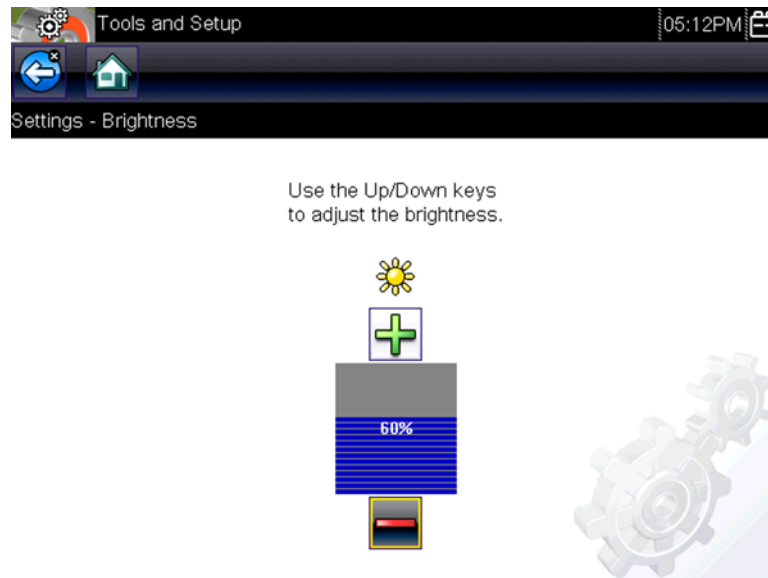 Tools and Setup
05:12PM
Settings - Brightness
Use the Up/Down keys
to adjust the brightness.
60%